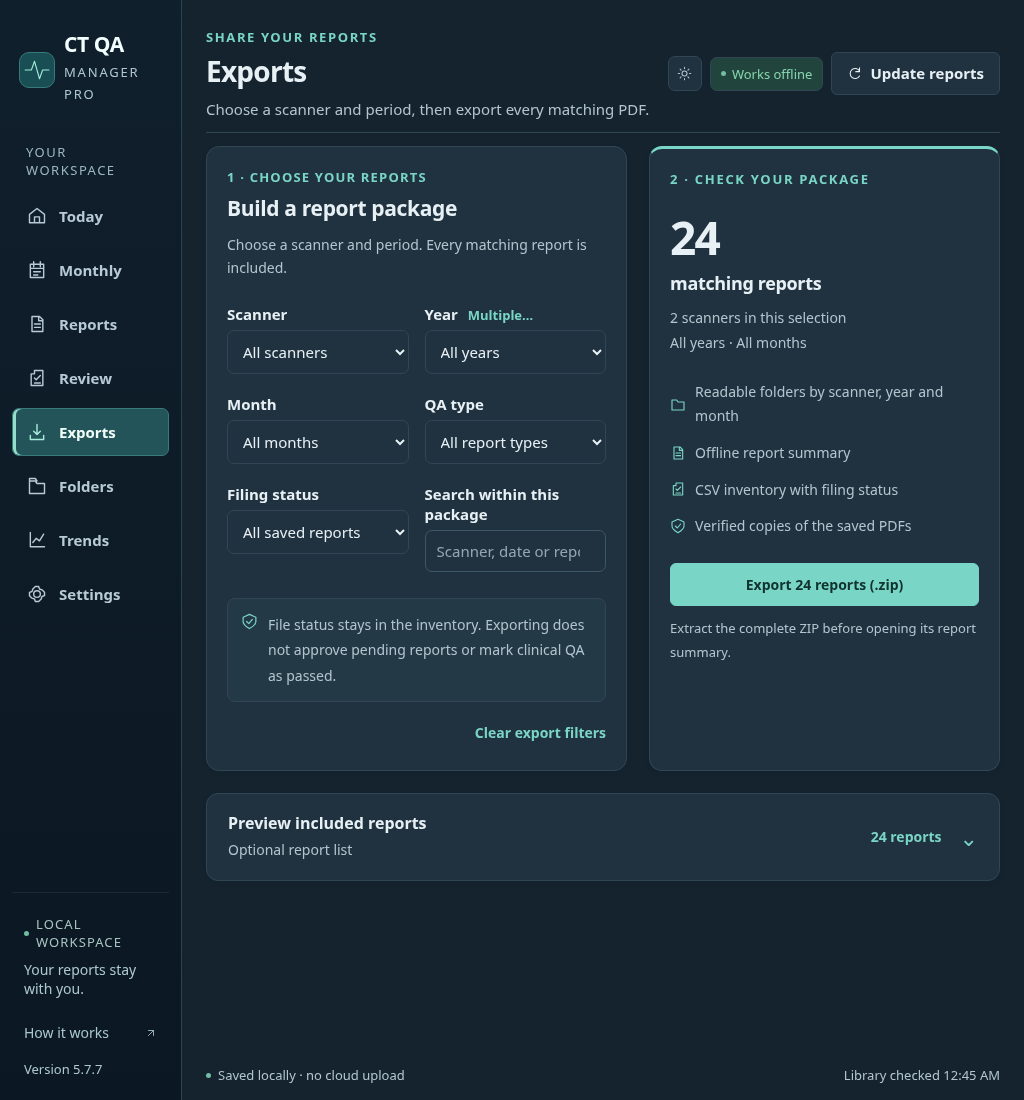 CT QA
MANAGER
PRO
YOUR
WORKSPACE
Today
Monthly
Reports
Review
Exports
Folders
Trends
Settings
LOCAL
WORKSPACE
Your reports stay
with you.
How it works
Version 5.7.7
SHARE YOUR REPORTS
Exports
Choose a scanner and period, then export every matching PDF.
Works offline
Update reports
1 · CHOOSE YOUR REPORTS
Build a report package
Choose a scanner and period. Every matching report is
included.
Scanner
All scanners
Year Multiple...
All years
Month
All months
QA type
All report types
Filing status
All saved reports
Search within this
package
Scanner, date or repo
File status stays in the inventory. Exporting does
not approve pending reports or mark clinical QA
as passed.
Clear export filters
2 · CHECK YOUR PACKAGE
24
matching reports
2 scanners in this selection
All years · All months
Readable folders by scanner, year and
month
Offline report summary
CSV inventory with filing status
Verified copies of the saved PDFs
Export 24 reports (.zip)
Extract the complete ZIP before opening its report
summary.
Preview included reports
Optional report list
24 reports
Saved locally · no cloud upload
Library checked 12:45 AM